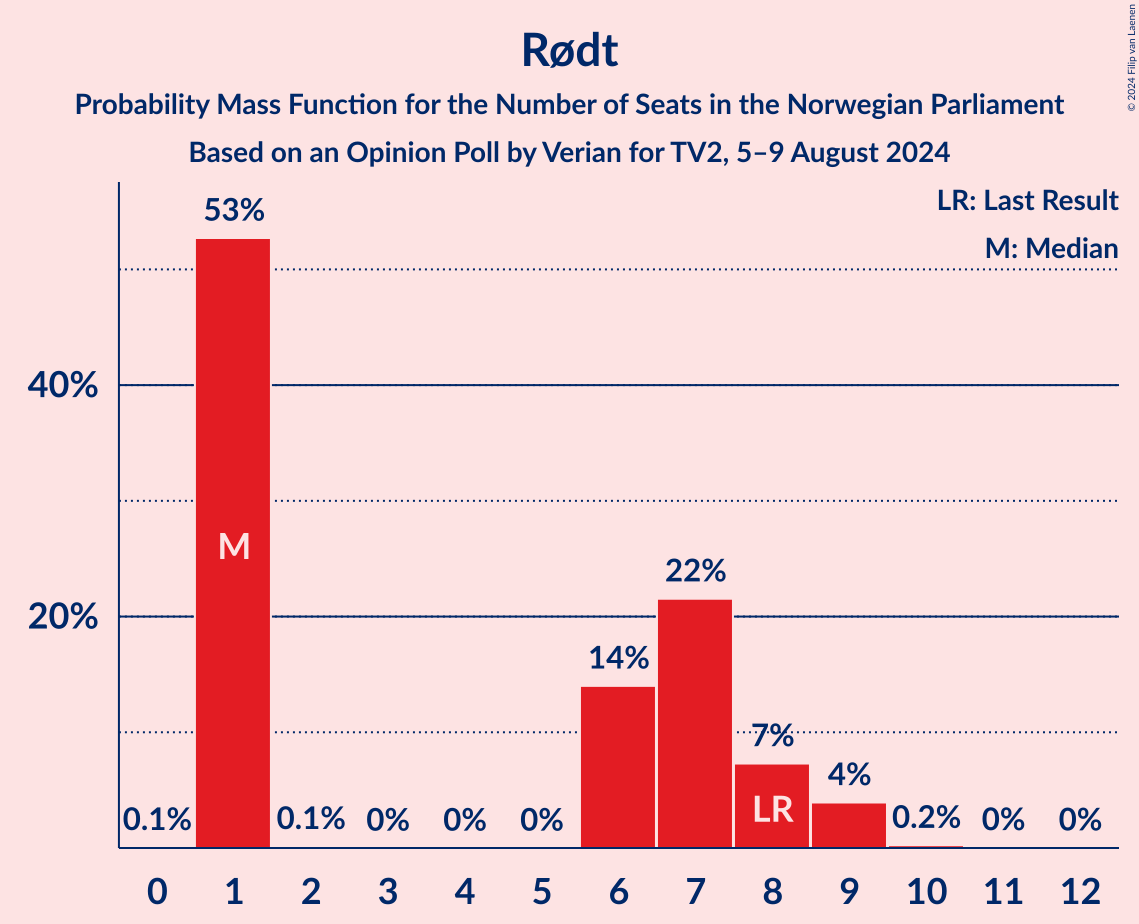 Rødt
Probability Mass Function for the Number of Seats in the Norwegian Parliament
Based on an Opinion Poll by Verian for TV2, 5–9 August 2024
© 2024 Filip van Laenen
LR: Last Result
M: Median
53%
40%
M
22%
20%
14%
7%
4%
LR
0.1% 0.1% 0% 0% 0% 0.2% 0% 0%
0 1 2 3 4 5 6 7 8 9 10 11 12